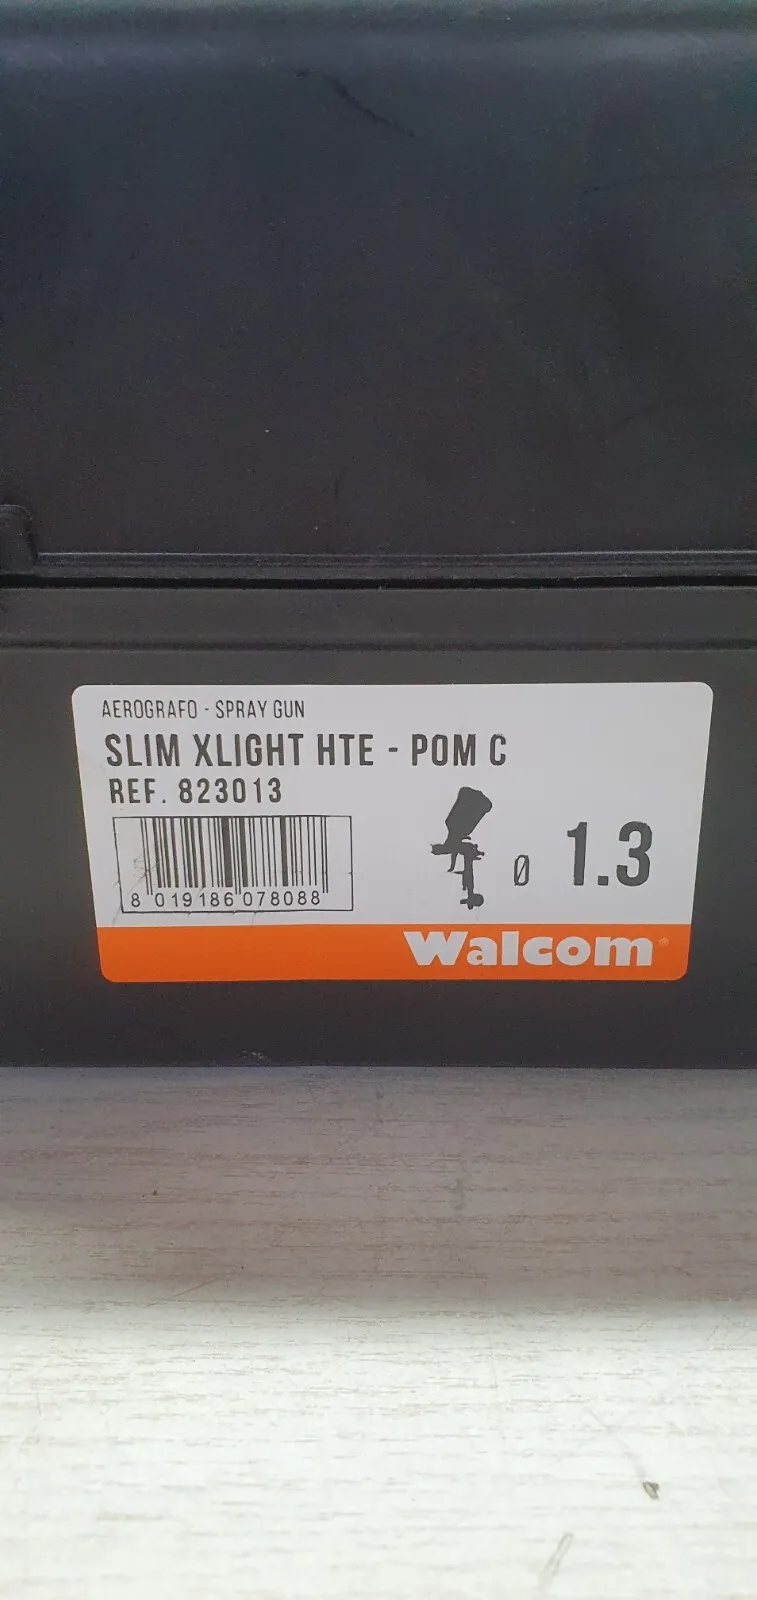 AEROGRAFO - SPRAY GUN
SLIM XLIGHT HTE - POM C
REF. 823013
8 019186 078088
Ø 1.3
Walcom®